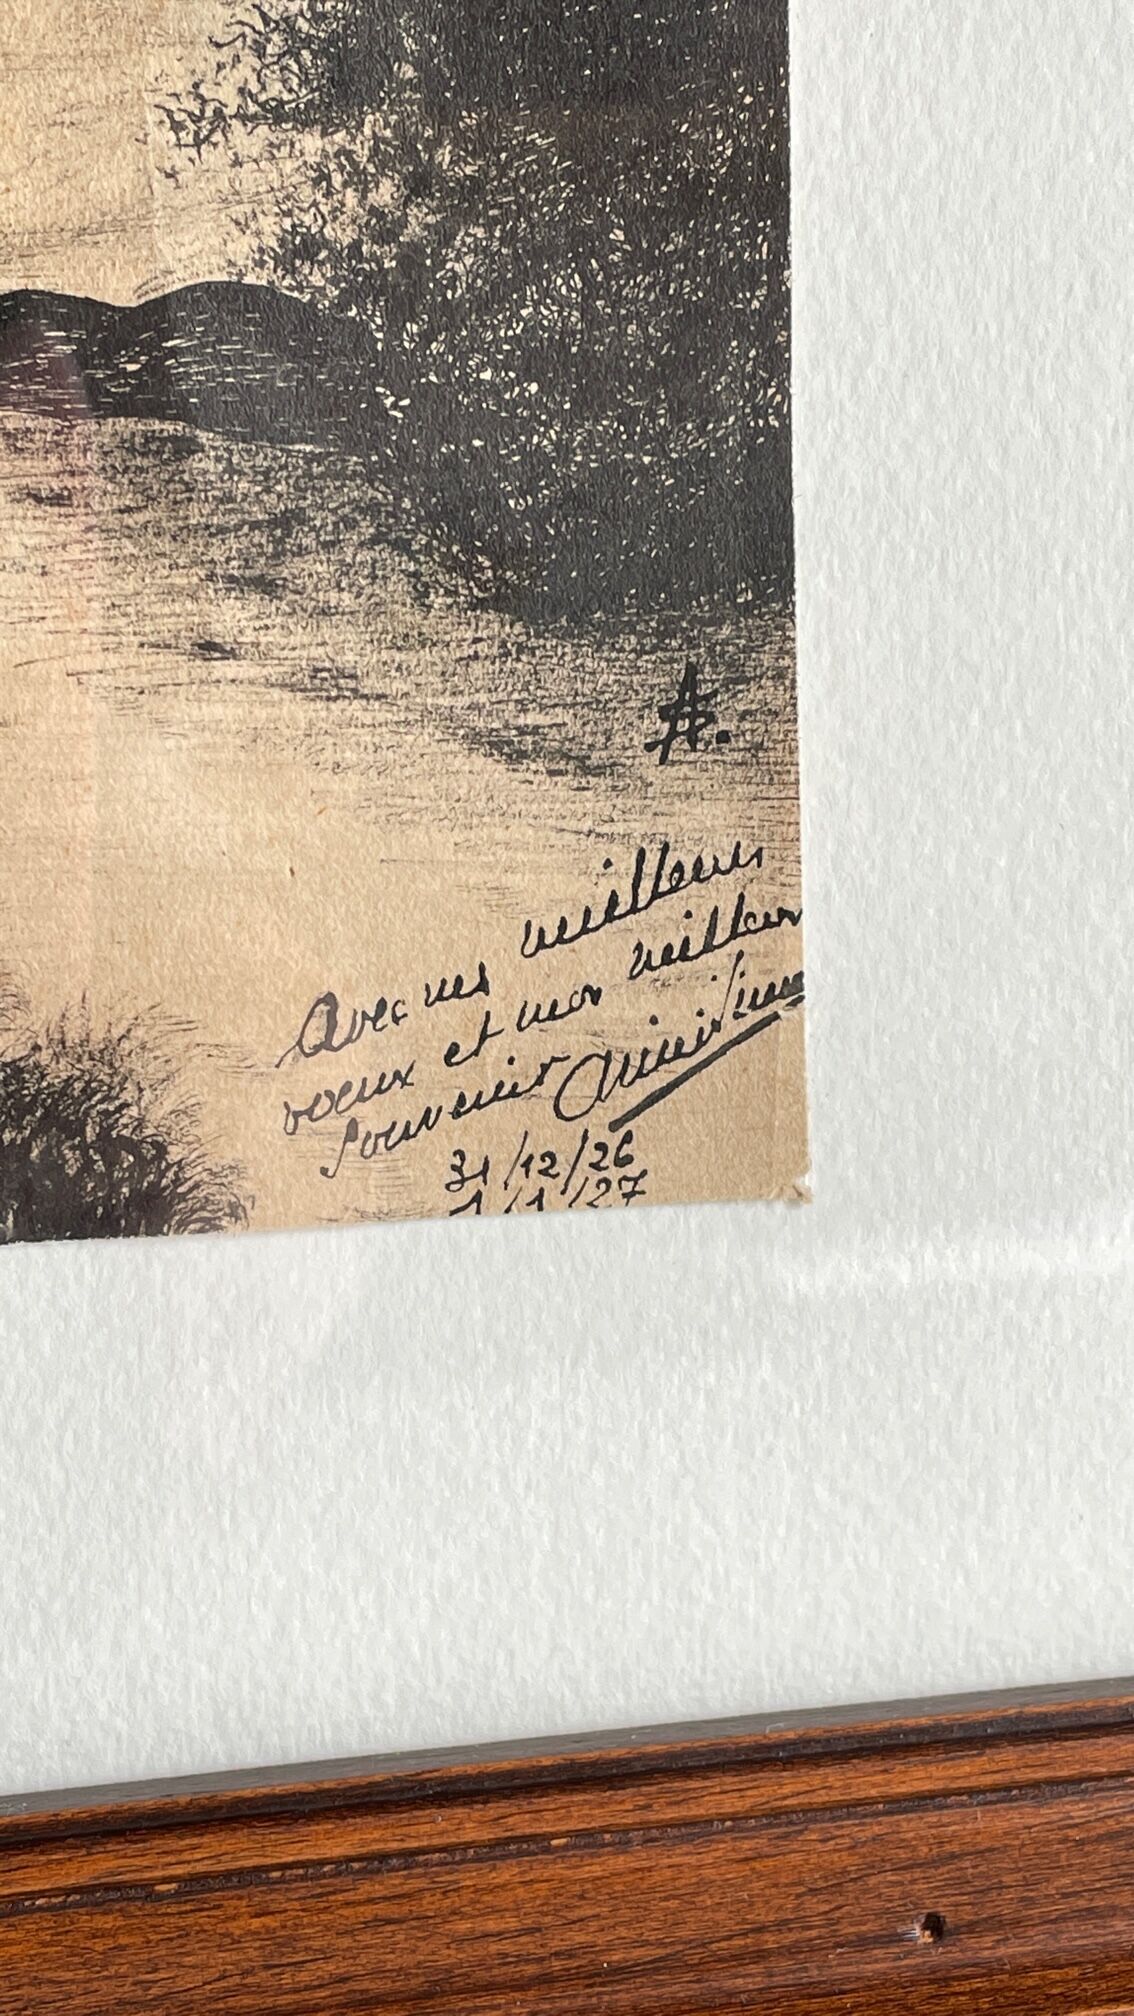 A.
Avec mes meilleurs
voeux et mon meilleur
souvenir
31/12/26
1/1/27